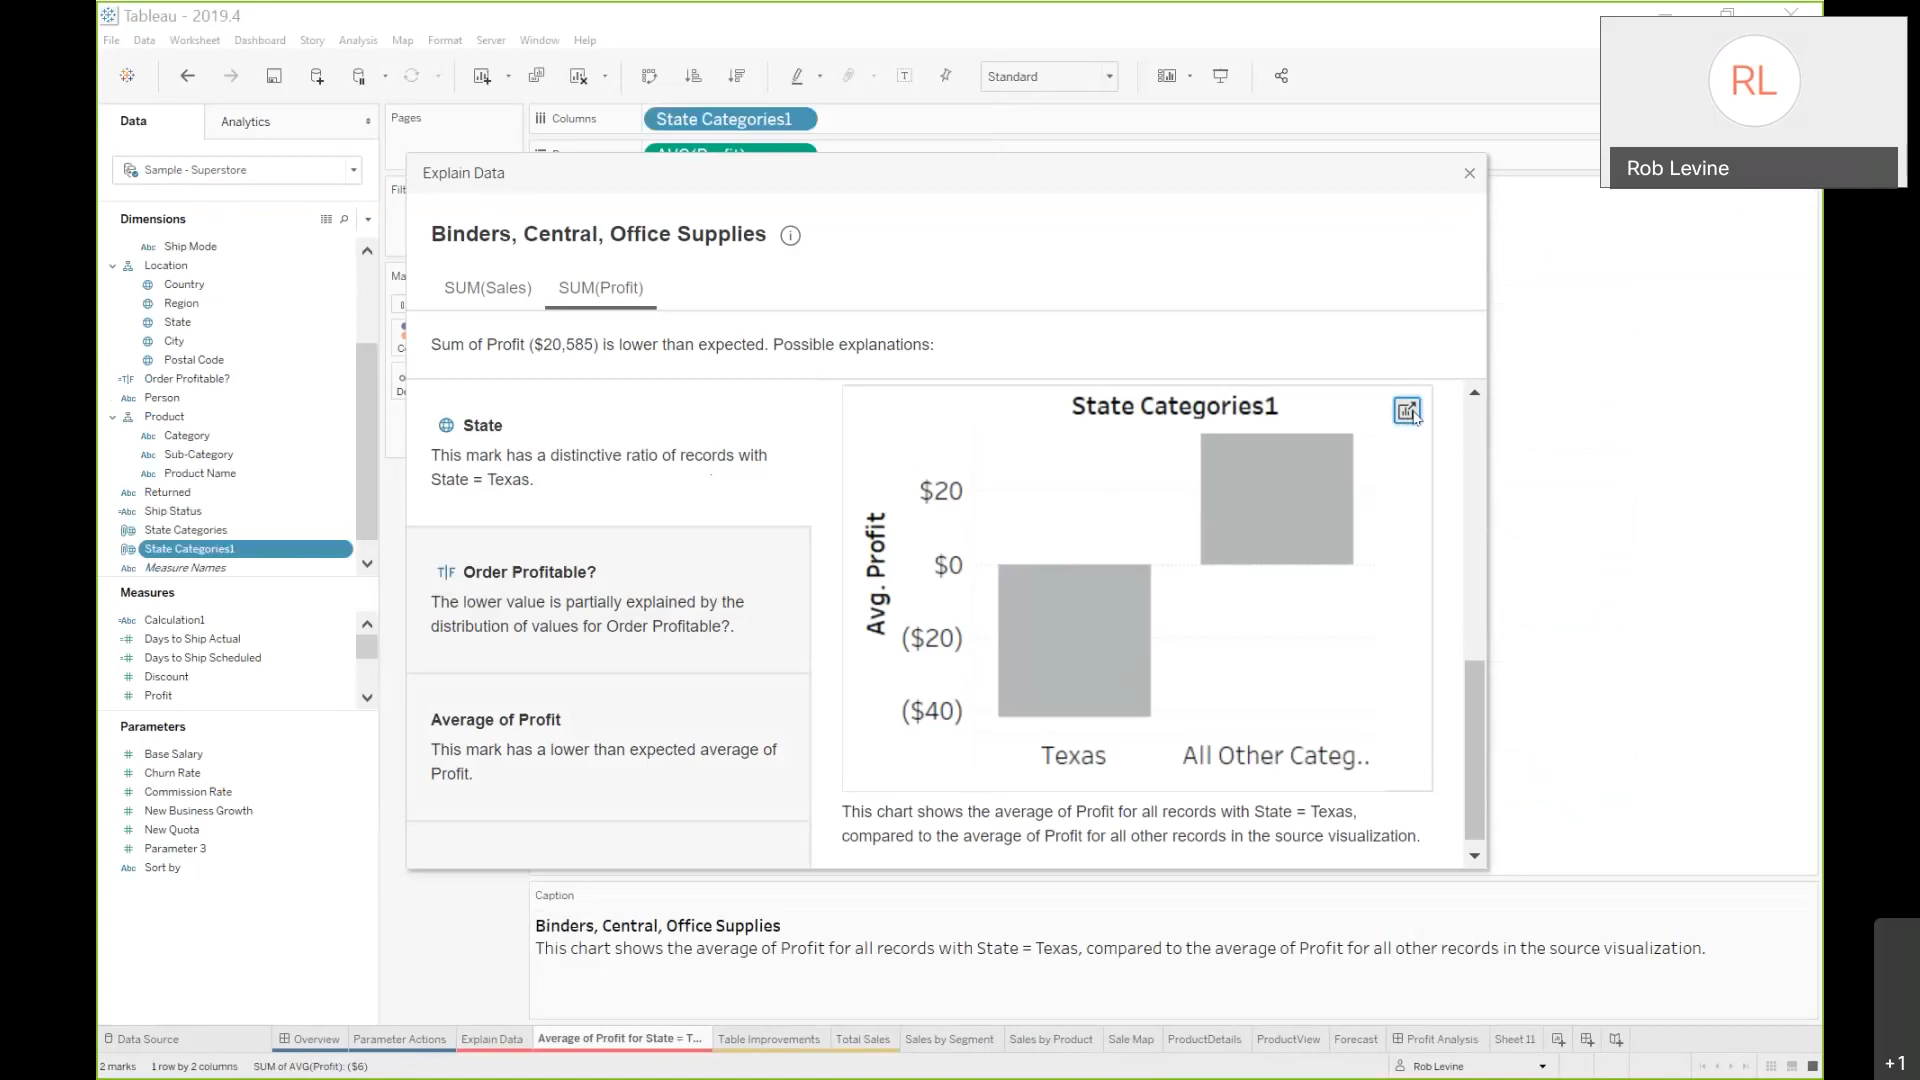 Tableau - 2019.4
File Data Worksheet Dashboard Story Analysis Map Format Server Window Help
Standard
RL
Rob Levine
Data
Analytics
Sample - Superstore
Dimensions
Abc Ship Mode
Location
Country
Region
State
City
Postal Code
=T|F Order Profitable?
Abc Person
Product
Abc Category
Abc Sub-Category
Abc Product Name
Abc Returned
=Abc Ship Status
State Categories
State Categories1
Abc Measure Names
Measures
=Abc Calculation1
=# Days to Ship Actual
=# Days to Ship Scheduled
# Discount
# Profit
Parameters
# Base Salary
# Churn Rate
# Commission Rate
# New Business Growth
# New Quota
# Parameter 3
Abc Sort by
Pages
Columns
State Categories1
Explain Data
Binders, Central, Office Supplies
SUM(Sales) SUM(Profit)
Sum of Profit ($20,585) is lower than expected. Possible explanations:
State
This mark has a distinctive ratio of records with
State = Texas.
T|F Order Profitable?
The lower value is partially explained by the
distribution of values for Order Profitable?.
Average of Profit
This mark has a lower than expected average of
Profit.
State Categories1
Avg. Profit
$20
$0
($20)
($40)
Texas
All Other Categ..
This chart shows the average of Profit for all records with State = Texas,
compared to the average of Profit for all other records in the source visualization.
Caption
Binders, Central, Office Supplies
This chart shows the average of Profit for all records with State = Texas, compared to the average of Profit for all other records in the source visualization.
Data Source Overview Parameter Actions Explain Data Average of Profit for State = T... Table Improvements Total Sales Sales by Segment Sales by Product Sale Map ProductDetails ProductView Forecast Profit Analysis Sheet 11
2 marks 1 row by 2 columns SUM of AVG(Profit): ($6)
Rob Levine
+1